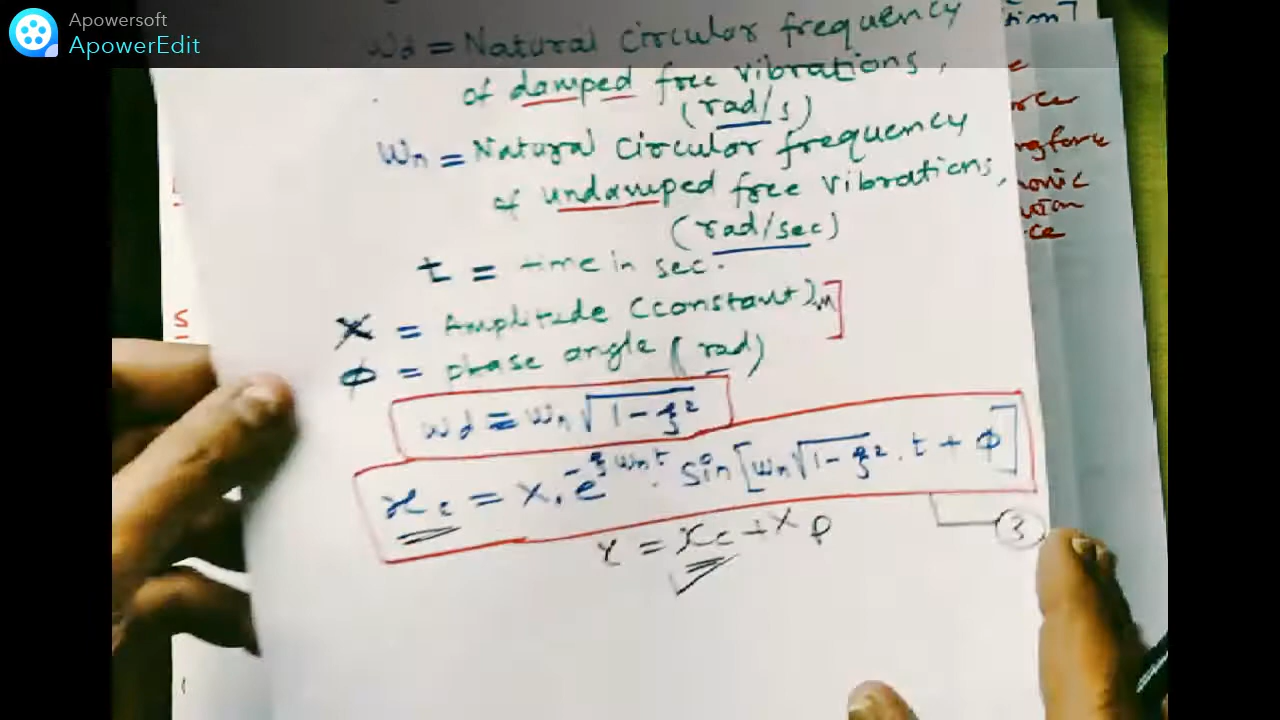 Apowersoft
ApowerEdit
ωd = Natural circular frequency
of damped free vibrations,
(rad/s)
ωn = Natural circular frequency
of undamped free vibrations,
(rad/sec)
t = time in sec.
X = Amplitude (constant), m]
φ = phase angle (rad)
ωd = ωn √1-ξ²
xc = X. e^-ξωnt . sin[ωn√1-ξ² . t + φ]
3
x = xc + xp
S